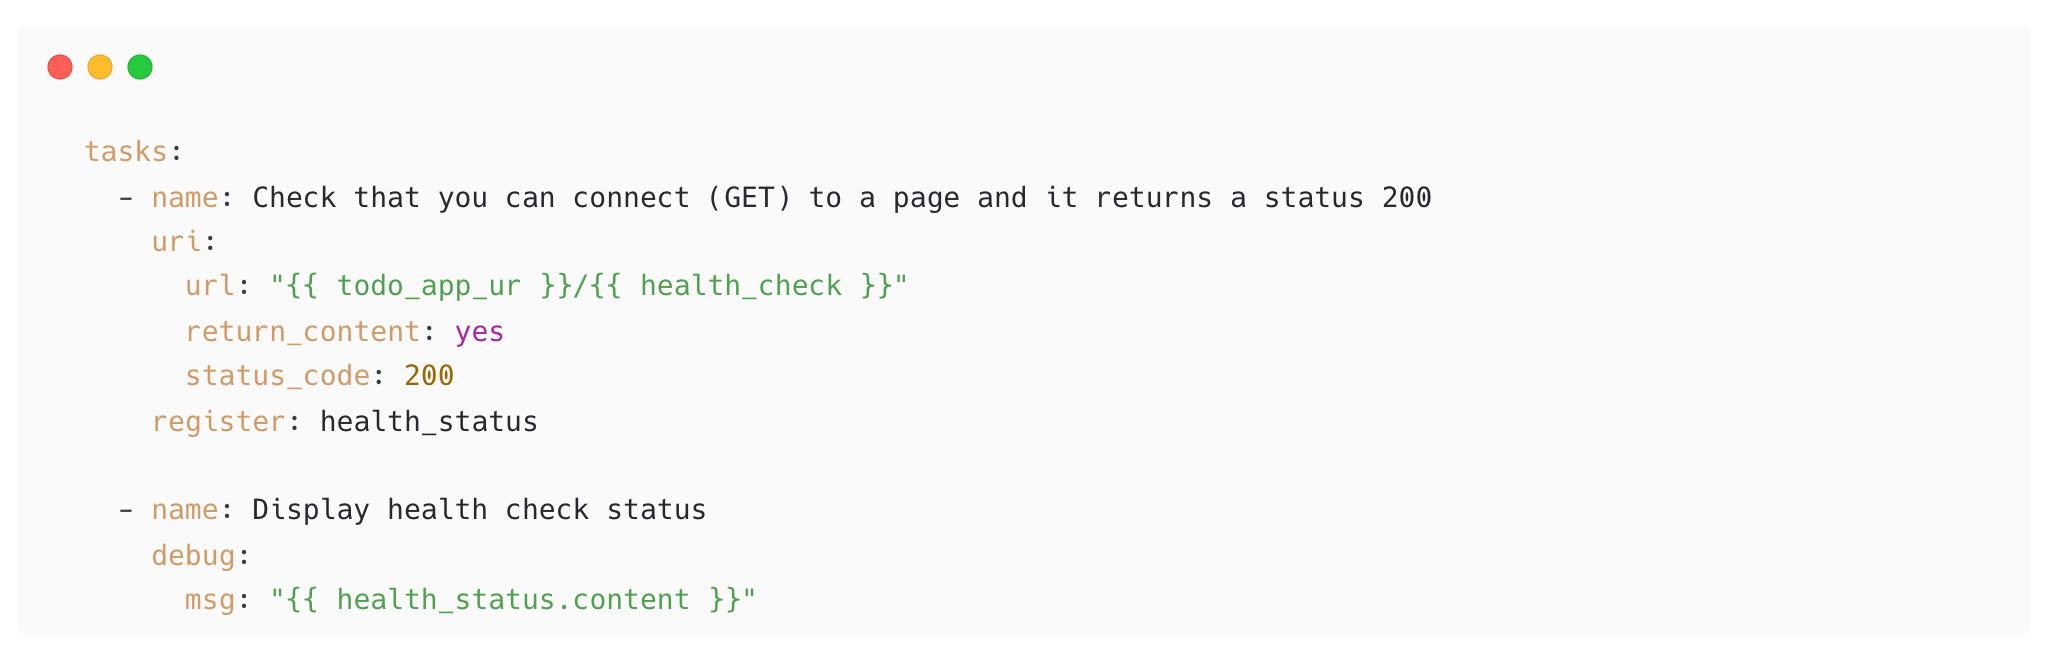 tasks:
- name: Check that you can connect (GET) to a page and it returns a status 200
uri:
url: "{{ todo_app_ur }}/{{ health_check }}"
return_content: yes
status_code: 200
register: health_status
- name: Display health check status
debug:
msg: "{{ health_status.content }}"